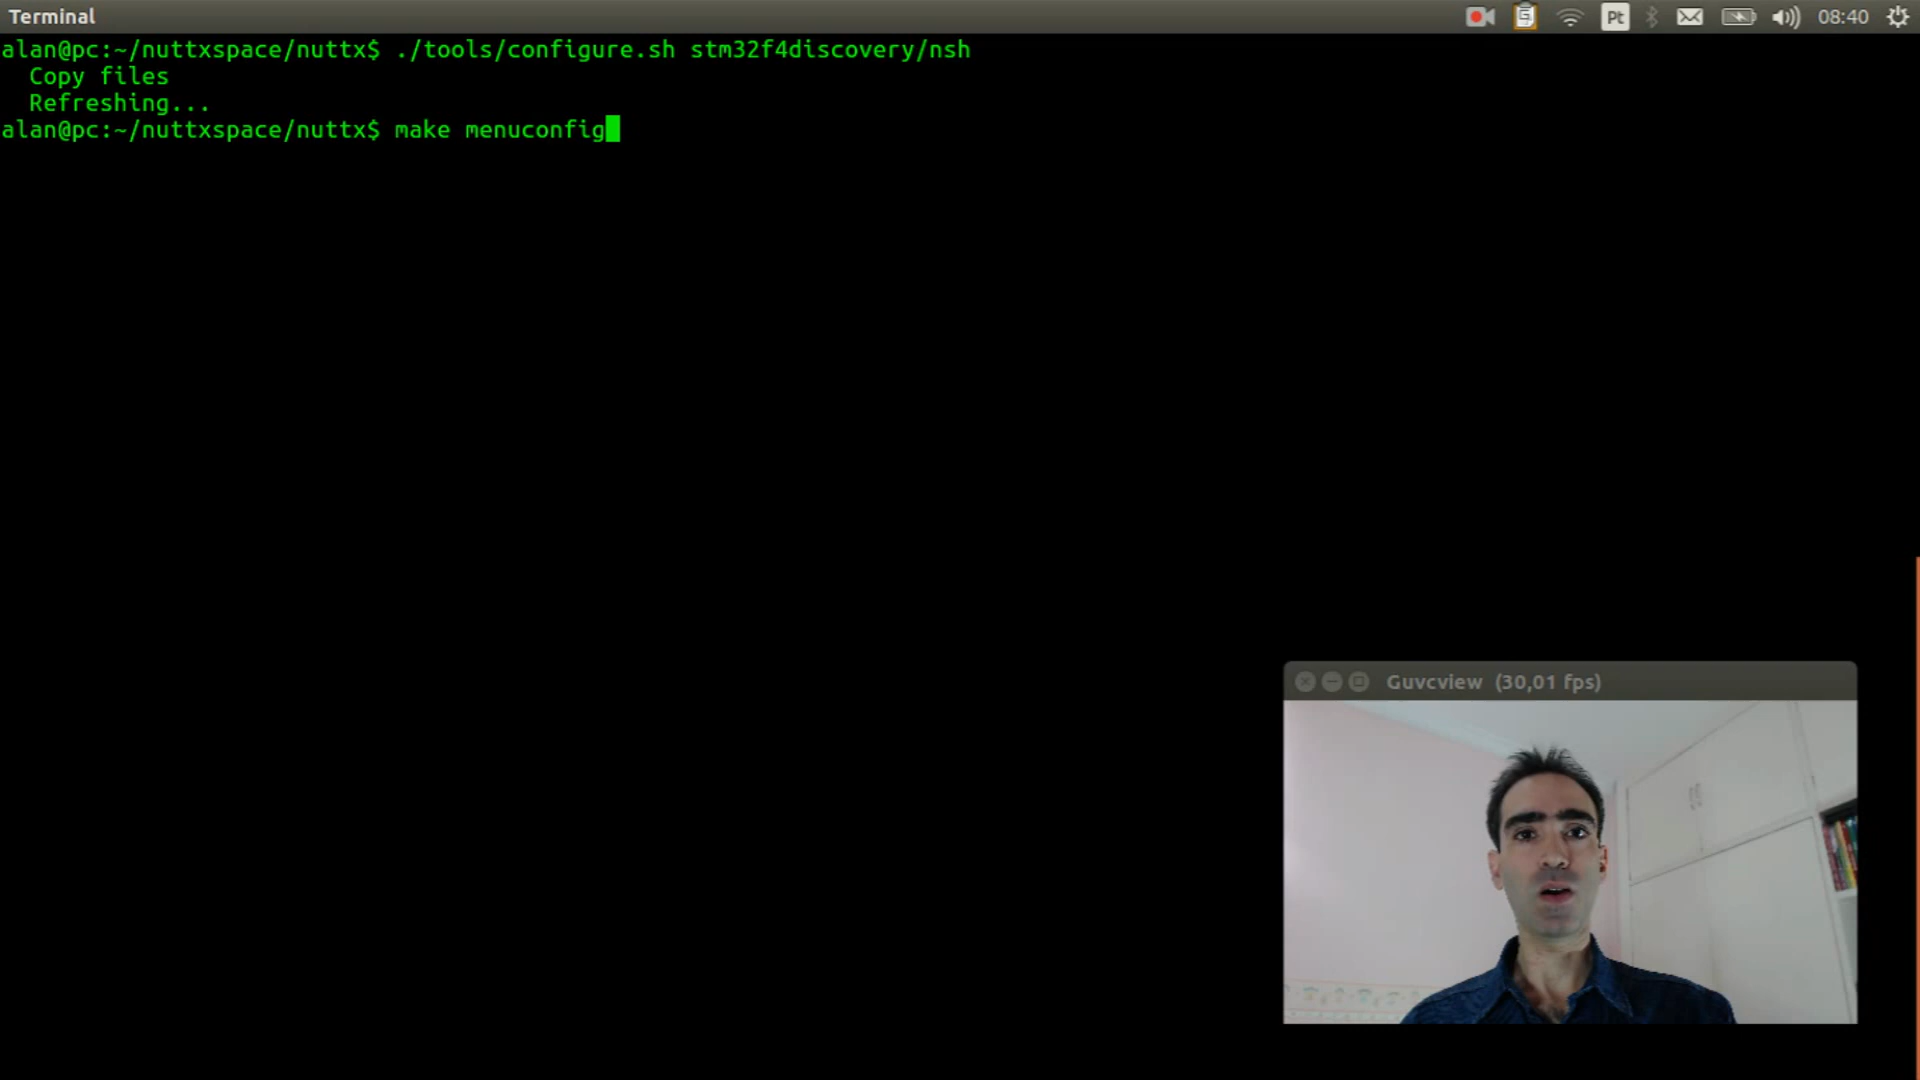 Terminal
Pt
08:40
alan@pc:~/nuttxspace/nuttx$ ./tools/configure.sh stm32f4discovery/nsh
Copy files
Refreshing...
alan@pc:~/nuttxspace/nuttx$ make menuconfig
Guvcview (30,01 fps)